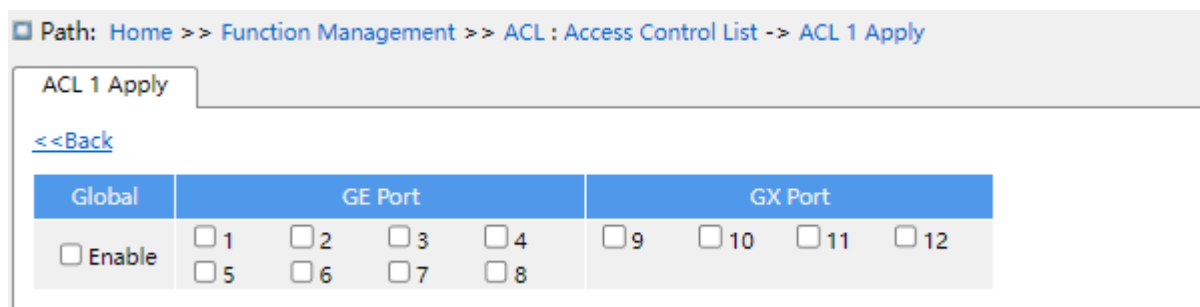 Path: Home >> Function Management >> ACL : Access Control List -> ACL 1 Apply
ACL 1 Apply
<<Back
Global GE Port GX Port
Enable 1 2 3 4 9 10 11 12
5 6 7 8